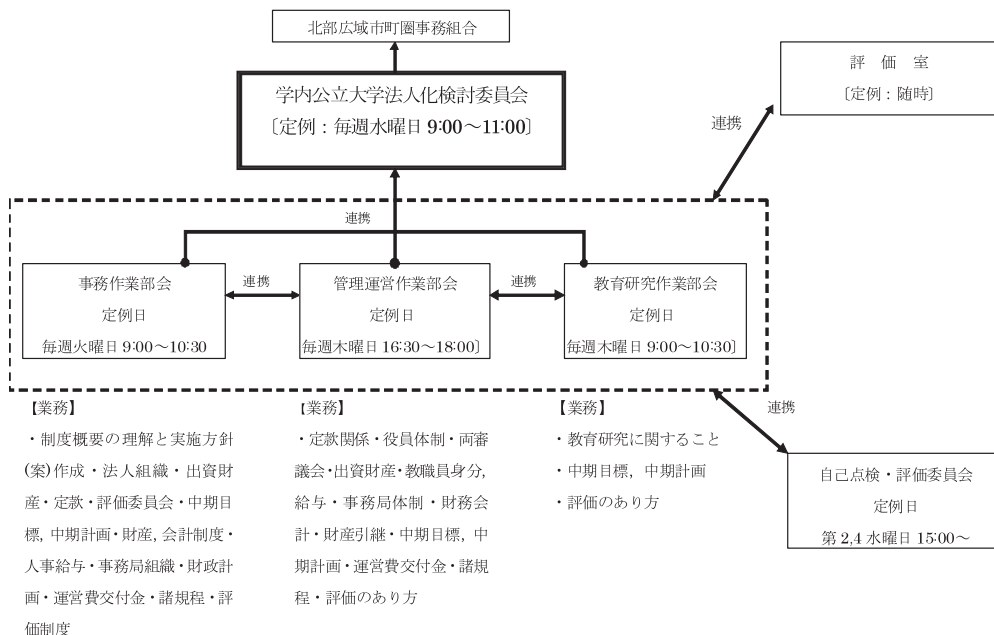 北部広域市町圏事務組合
学内公立大学法人化検討委員会
〔定例：毎週水曜日 9:00～11:00〕
評　価　室
〔定例：随時〕
連携
連携
事務作業部会
定例日
毎週火曜日 9:00～10:30
連携
管理運営作業部会
定例日
毎週木曜日 16:30～18:00〕
連携
教育研究作業部会
定例日
毎週木曜日 9:00～10:30〕
【業務】
・制度概要の理解と実施方針
(案)作成・法人組織・出資財
産・定款・評価委員会・中期目
標, 中期計画・財産, 会計制度・
人事給与・事務局組織・財政計
画・運営費交付金・諸規程・評
価制度
【業務】
・定款関係・役員体制・両審
議会・出資財産・教職員身分,
給与・事務局体制・財務会
計・財産引継・中期目標, 中
期計画・運営費交付金・諸規
程・評価のあり方
【業務】
・教育研究に関すること
・中期目標, 中期計画
・評価のあり方
連携
自己点検・評価委員会
定例日
第 2,4 水曜日 15:00～